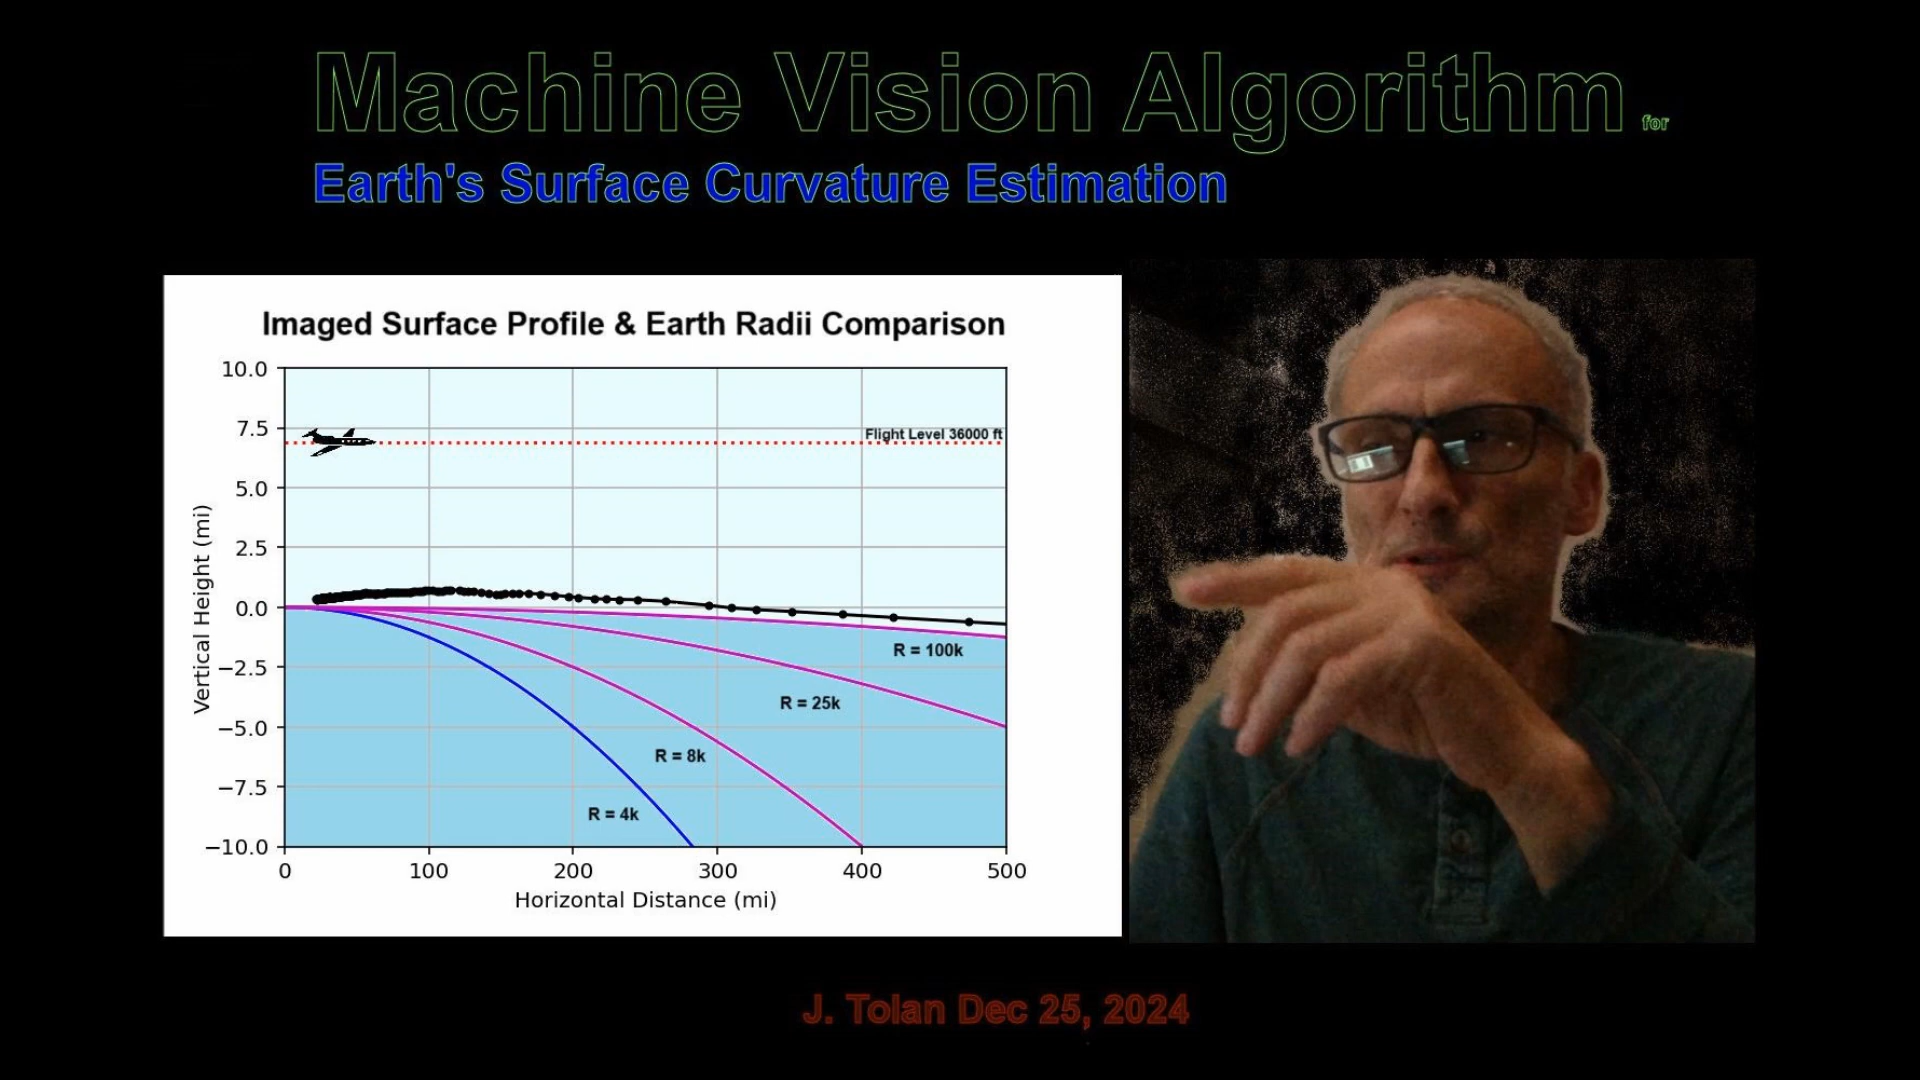 Machine Vision Algorithm for
Earth's Surface Curvature Estimation
Imaged Surface Profile & Earth Radii Comparison
10.0
7.5
5.0
2.5
0.0
−2.5
−5.0
−7.5
−10.0
Vertical Height (mi)
Flight Level 36000 ft
R = 100k
R = 25k
R = 8k
R = 4k
0 100 200 300 400 500
Horizontal Distance (mi)
J. Tolan Dec 25, 2024